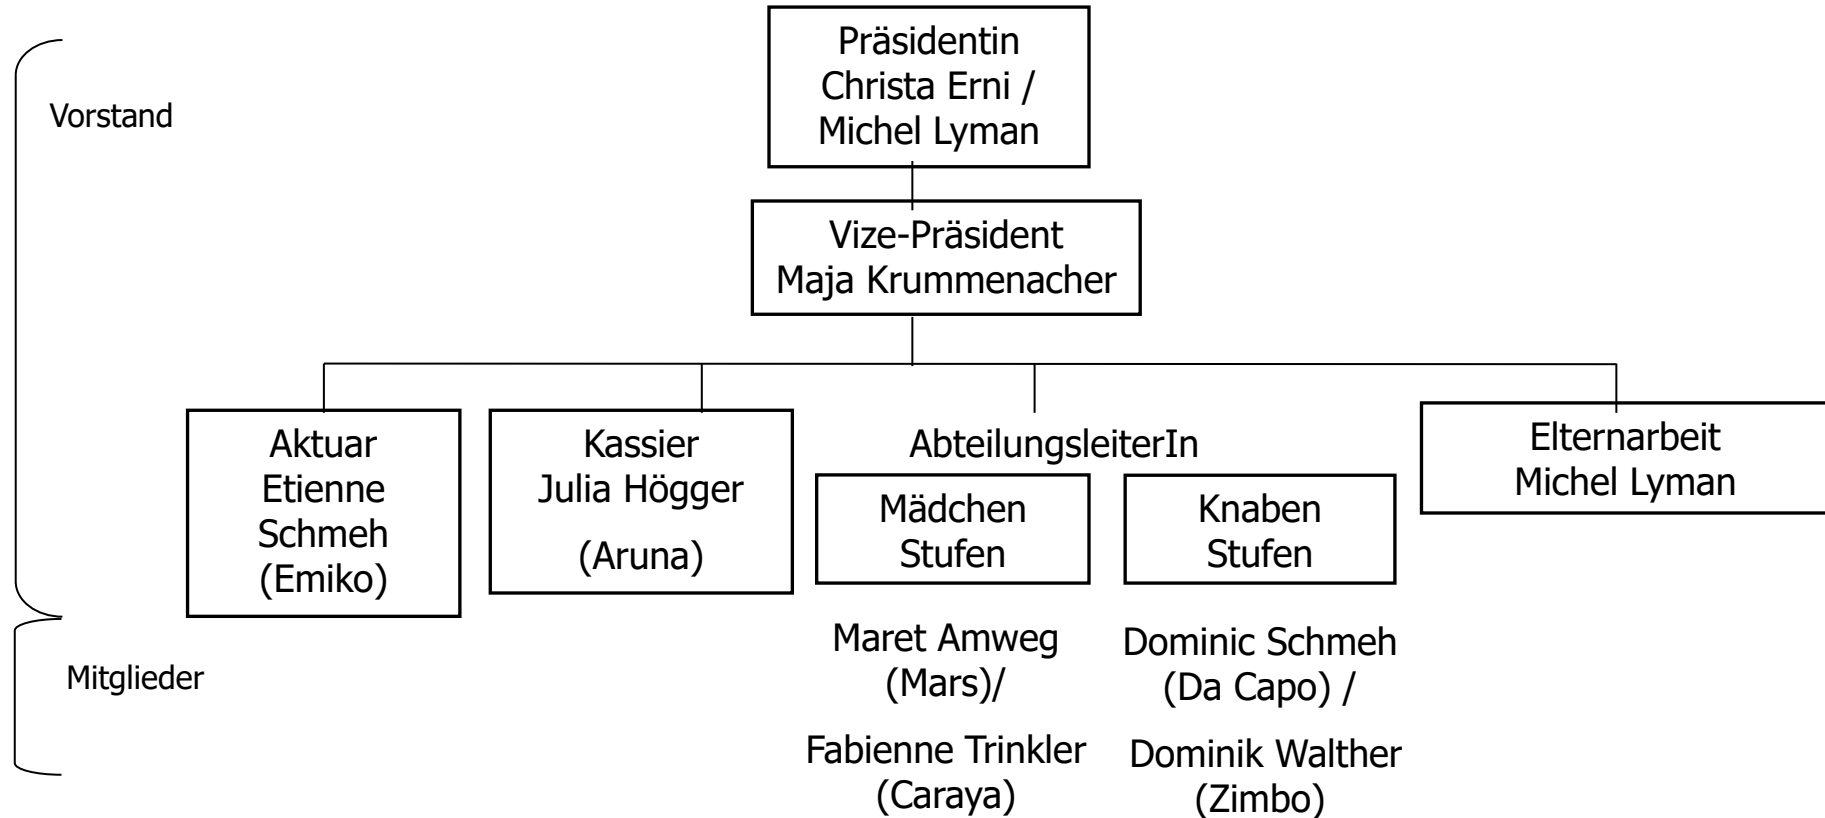 Präsidentin
Christa Erni /
Michel Lyman
Vorstand
Vize-Präsident
Maja Krummenacher
Aktuar
Etienne
Schmeh
(Emiko)
Kassier
Julia Högger
(Aruna)
AbteilungsleiterIn
Mädchen
Stufen
Knaben
Stufen
Elternarbeit
Michel Lyman
Mitglieder
Maret Amweg
(Mars)/
Fabienne Trinkler
(Caraya)
Dominic Schmeh
(Da Capo) /
Dominik Walther
(Zimbo)